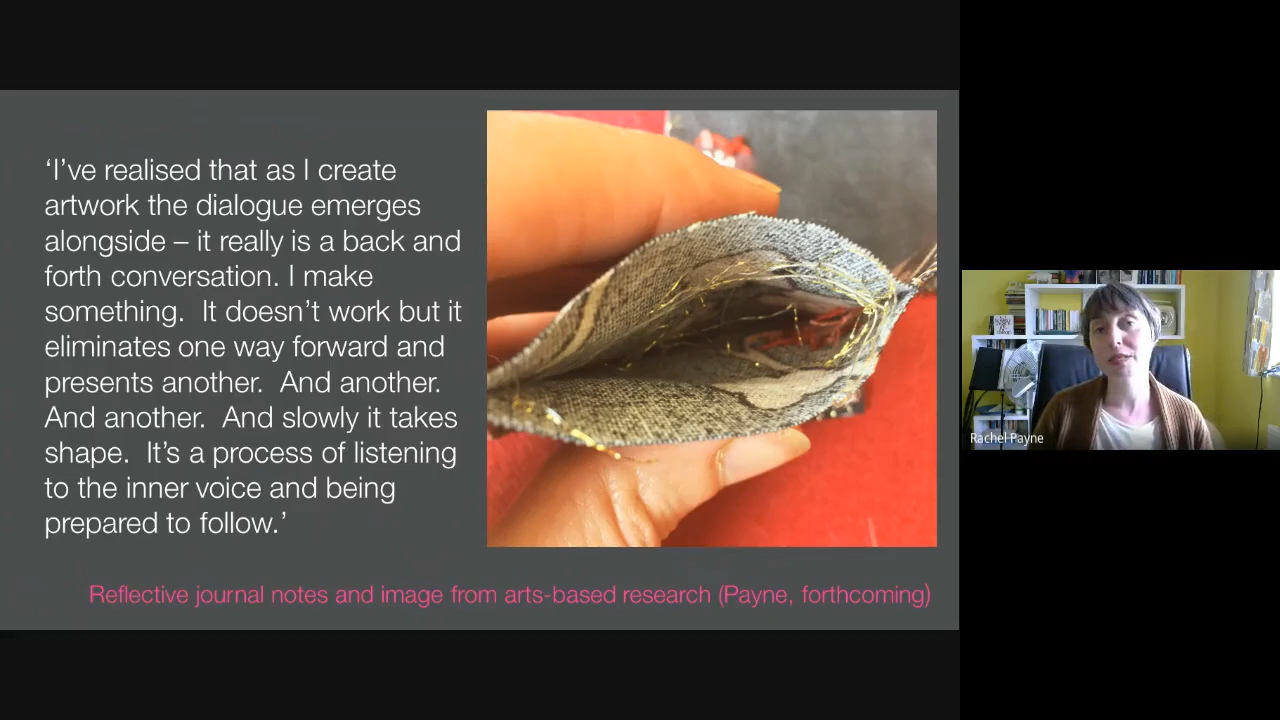 ‘I’ve realised that as I create
artwork the dialogue emerges
alongside – it really is a back and
forth conversation. I make
something.  It doesn’t work but it
eliminates one way forward and
presents another.  And another.
And another.  And slowly it takes
shape.  It’s a process of listening
to the inner voice and being
prepared to follow.’
Reflective journal notes and image from arts-based research (Payne, forthcoming)
Rachel Payne